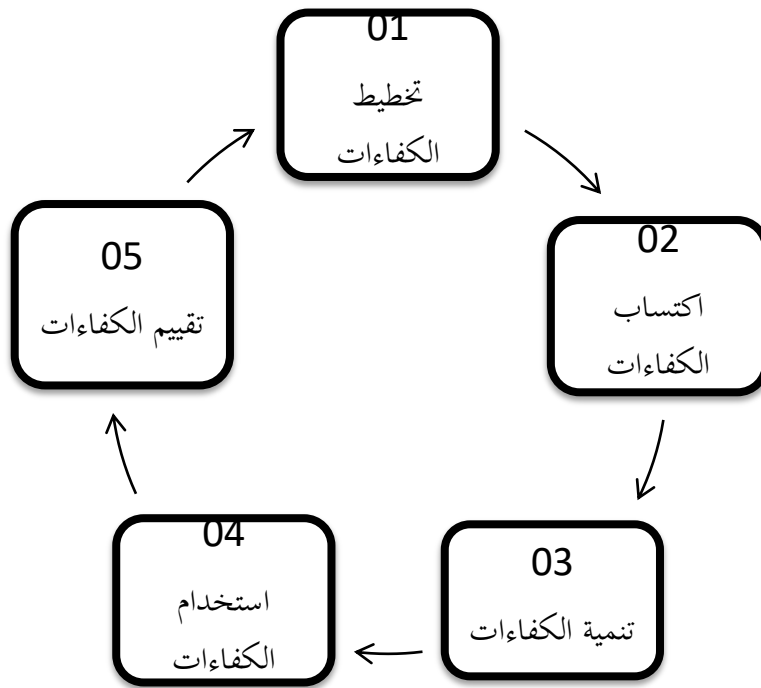 01
تخطيط
الكفاءات
02
اكتساب
الكفاءات
03
تنمية الكفاءات
04
استخدام
الكفاءات
05
تقييم الكفاءات